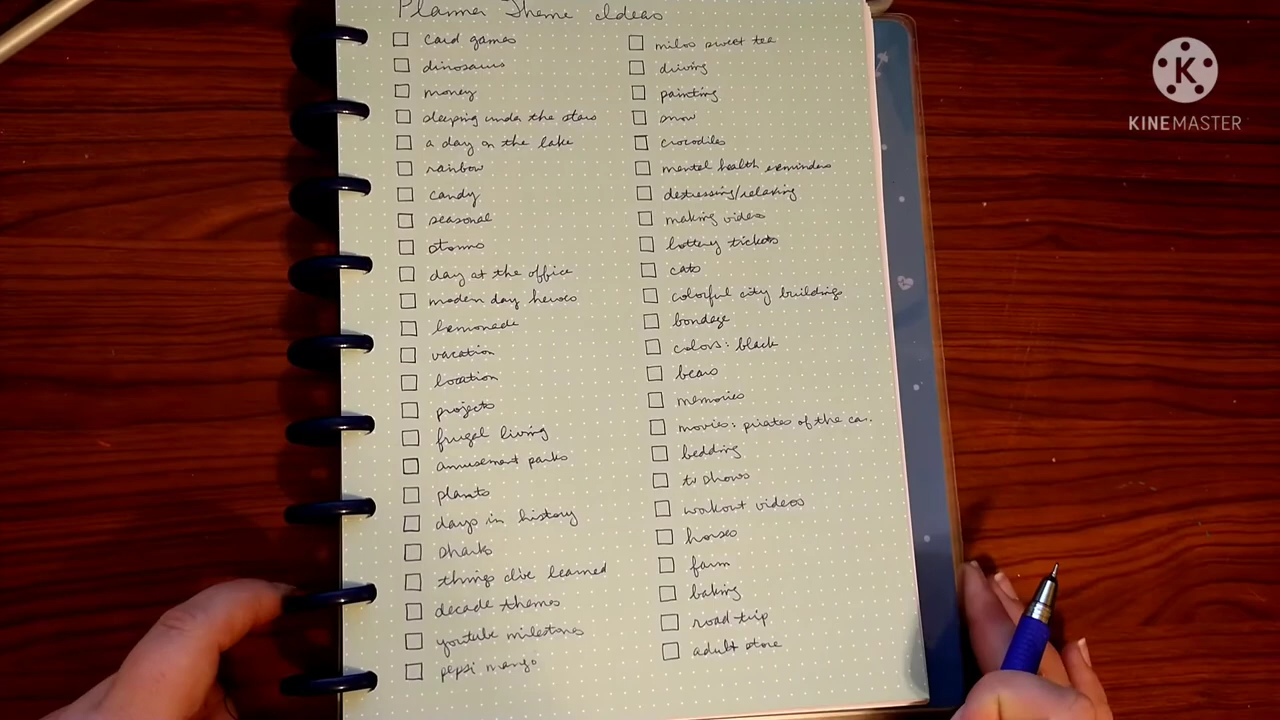 Planner Theme Ideas
card games
dinosaurs
money
sleeping under the stars
a day on the lake
rainbow
candy
seasonal
storms
day at the office
modern day heroes
lemonade
vacation
location
projects
frugal living
amusement parks
plants
days in history
sharks
things I've learned
decade themes
youtube milestones
pepsi mango
milos sweet tea
driving
painting
snow
crocodiles
mental health reminders
destressing/relaxing
making video
lottery tickets
cats
colorful city buildings
bondage
colors: black
bears
memories
movies: pirates of the car.
bedding
tv shows
workout videos
horses
farm
baking
road trip
adult store
K
KINEMASTER